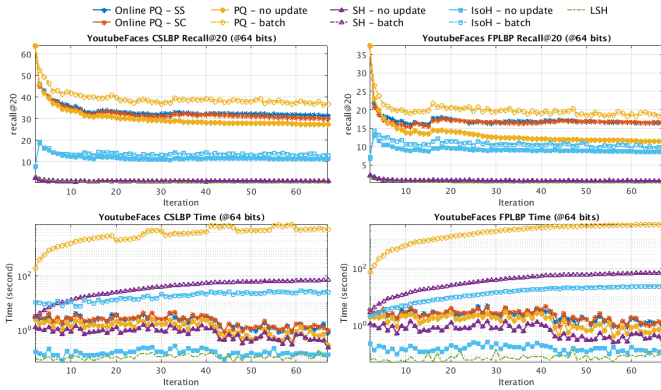 Online PQ – SS PQ – no update SH – no update IsoH – no update LSH
Online PQ – SC PQ – batch SH – batch IsoH – batch
YoutubeFaces CSLBP Recall@20 (@64 bits)
YoutubeFaces FPLBP Recall@20 (@64 bits)
recall@20
60
50
40
30
20
10
10 20 30 40 50 60
Iteration
recall@20
35
30
25
20
15
10
5
10 20 30 40 50 60
Iteration
YoutubeFaces CSLBP Time (@64 bits)
YoutubeFaces FPLBP Time (@64 bits)
Time (second)
10²
10⁰
10 20 30 40 50 60
Iteration
Time (second)
10²
10⁰
10 20 30 40 50 60
Iteration